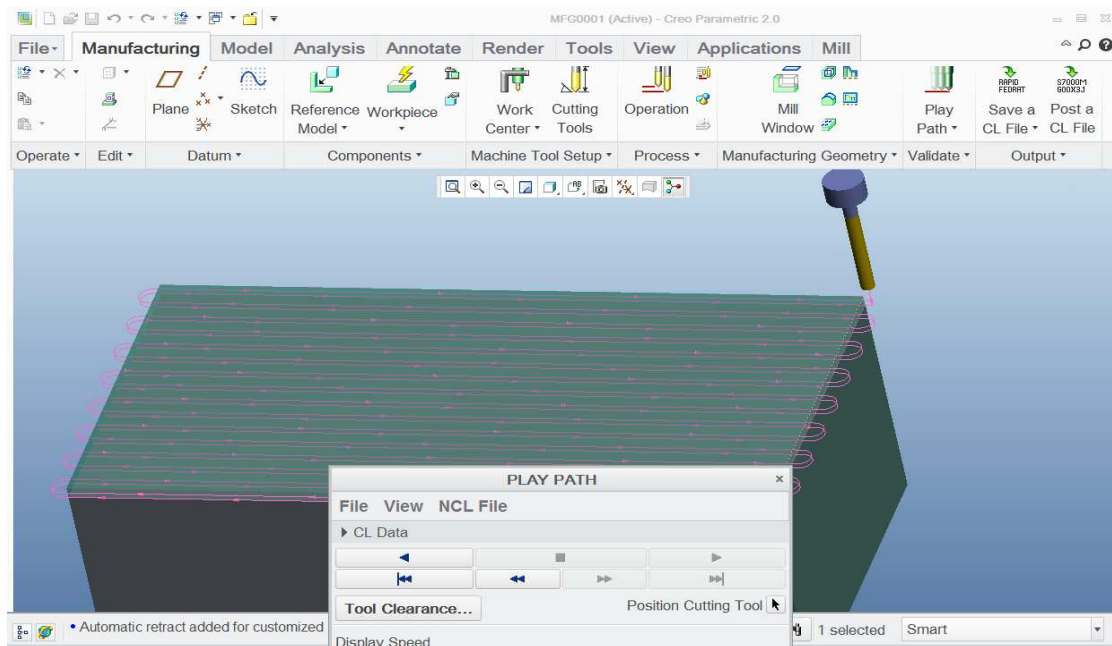 MFG0001 (Active) - Creo Parametric 2.0
File Manufacturing Model Analysis Annotate Render Tools View Applications Mill
Plane Sketch Reference Model Workpiece Work Center Cutting Tools Operation Mill Window Play Path RAPID FEDRAT Save a CL File S7000M G00X3.1 Post a CL File
Operate Edit Datum Components Machine Tool Setup Process Manufacturing Geometry Validate Output
PLAY PATH
File View NCL File
CL Data
Tool Clearance... Position Cutting Tool
Automatic retract added for customized 1 selected Smart
Display Speed